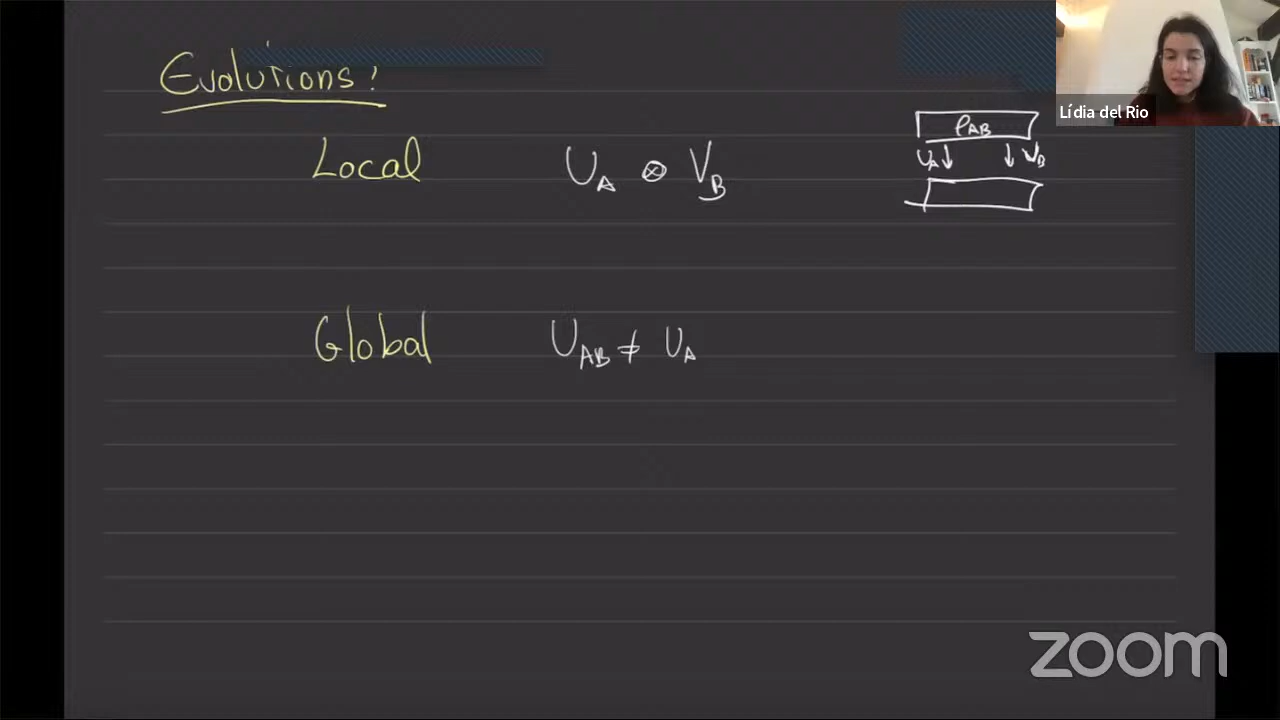 Evolutions:
Lídia del Rio
ρ_AB
Local U_A ⊗ V_B
U_A ↓ ↓ V_B
Global U_AB ≠ U_A
zoom